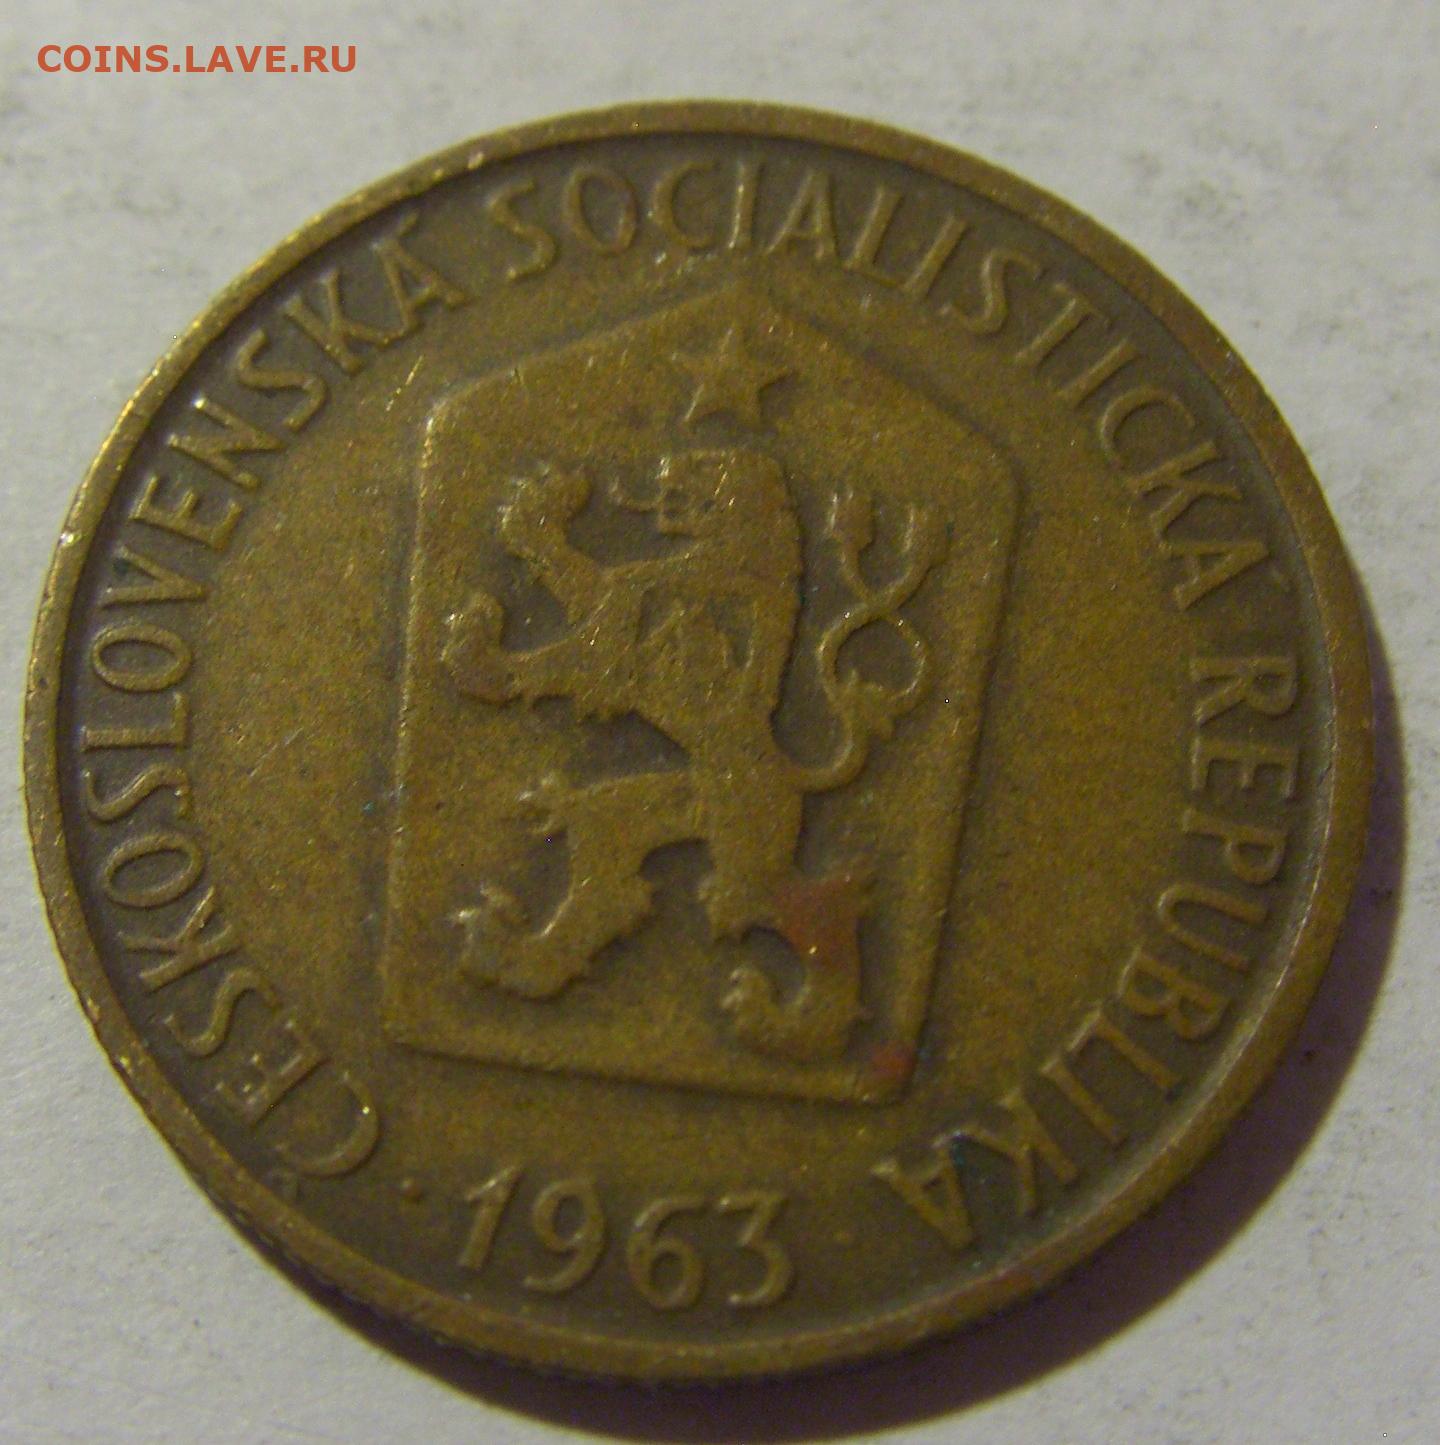 COINS.LAVE.RU
ČESKOSLOVENSKÁ SOCIALISTICKÁ REPUBLIKA
· 1963 ·